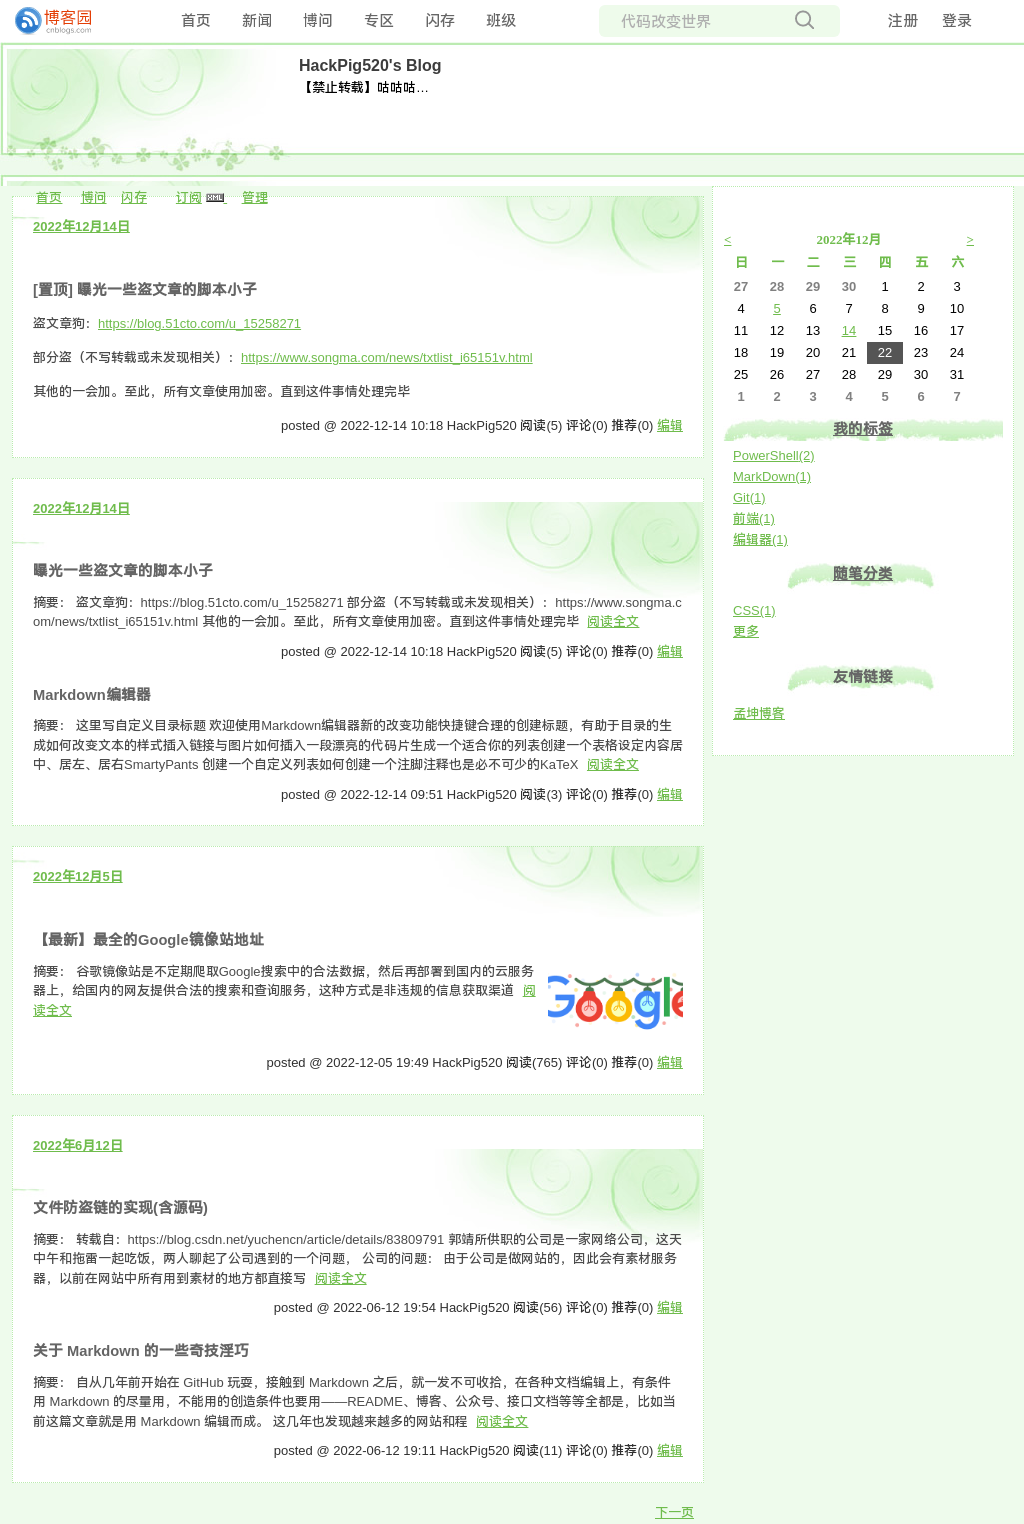 博客园
cnblogs.com
首页 新闻 博问 专区 闪存 班级
代码改变世界
注册 登录
HackPig520's Blog
【禁止转载】咕咕咕…
首页 博问 闪存 订阅 XML 管理
2022年12月14日
[置顶] 曝光一些盗文章的脚本小子
盗文章狗：https://blog.51cto.com/u_15258271
部分盗（不写转载或未发现相关）：https://www.songma.com/news/txtlist_i65151v.html
其他的一会加。至此，所有文章使用加密。直到这件事情处理完毕
posted @ 2022-12-14 10:18 HackPig520 阅读(5) 评论(0) 推荐(0) 编辑
2022年12月14日
曝光一些盗文章的脚本小子
摘要： 盗文章狗：https://blog.51cto.com/u_15258271 部分盗（不写转载或未发现相关）：https://www.songma.c
om/news/txtlist_i65151v.html 其他的一会加。至此，所有文章使用加密。直到这件事情处理完毕 阅读全文
posted @ 2022-12-14 10:18 HackPig520 阅读(5) 评论(0) 推荐(0) 编辑
Markdown编辑器
摘要： 这里写自定义目录标题 欢迎使用Markdown编辑器新的改变功能快捷键合理的创建标题，有助于目录的生
成如何改变文本的样式插入链接与图片如何插入一段漂亮的代码片生成一个适合你的列表创建一个表格设定内容居
中、居左、居右SmartyPants 创建一个自定义列表如何创建一个注脚注释也是必不可少的KaTeX 阅读全文
posted @ 2022-12-14 09:51 HackPig520 阅读(3) 评论(0) 推荐(0) 编辑
2022年12月5日
【最新】最全的Google镜像站地址
摘要： 谷歌镜像站是不定期爬取Google搜索中的合法数据，然后再部署到国内的云服务
器上，给国内的网友提供合法的搜索和查询服务，这种方式是非违规的信息获取渠道 阅
读全文
Google
posted @ 2022-12-05 19:49 HackPig520 阅读(765) 评论(0) 推荐(0) 编辑
2022年6月12日
文件防盗链的实现(含源码)
摘要： 转载自：https://blog.csdn.net/yuchencn/article/details/83809791 郭靖所供职的公司是一家网络公司，这天
中午和拖雷一起吃饭，两人聊起了公司遇到的一个问题， 公司的问题： 由于公司是做网站的，因此会有素材服务
器，以前在网站中所有用到素材的地方都直接写 阅读全文
posted @ 2022-06-12 19:54 HackPig520 阅读(56) 评论(0) 推荐(0) 编辑
关于 Markdown 的一些奇技淫巧
摘要： 自从几年前开始在 GitHub 玩耍，接触到 Markdown 之后，就一发不可收拾，在各种文档编辑上，有条件
用 Markdown 的尽量用，不能用的创造条件也要用——README、博客、公众号、接口文档等等全都是，比如当
前这篇文章就是用 Markdown 编辑而成。 这几年也发现越来越多的网站和程 阅读全文
posted @ 2022-06-12 19:11 HackPig520 阅读(11) 评论(0) 推荐(0) 编辑
下一页
< 2022年12月 >
日 一 二 三 四 五 六
27 28 29 30 1 2 3
4 5 6 7 8 9 10
11 12 13 14 15 16 17
18 19 20 21 22 23 24
25 26 27 28 29 30 31
1 2 3 4 5 6 7
我的标签
PowerShell(2)
MarkDown(1)
Git(1)
前端(1)
编辑器(1)
随笔分类
CSS(1)
更多
友情链接
孟坤博客